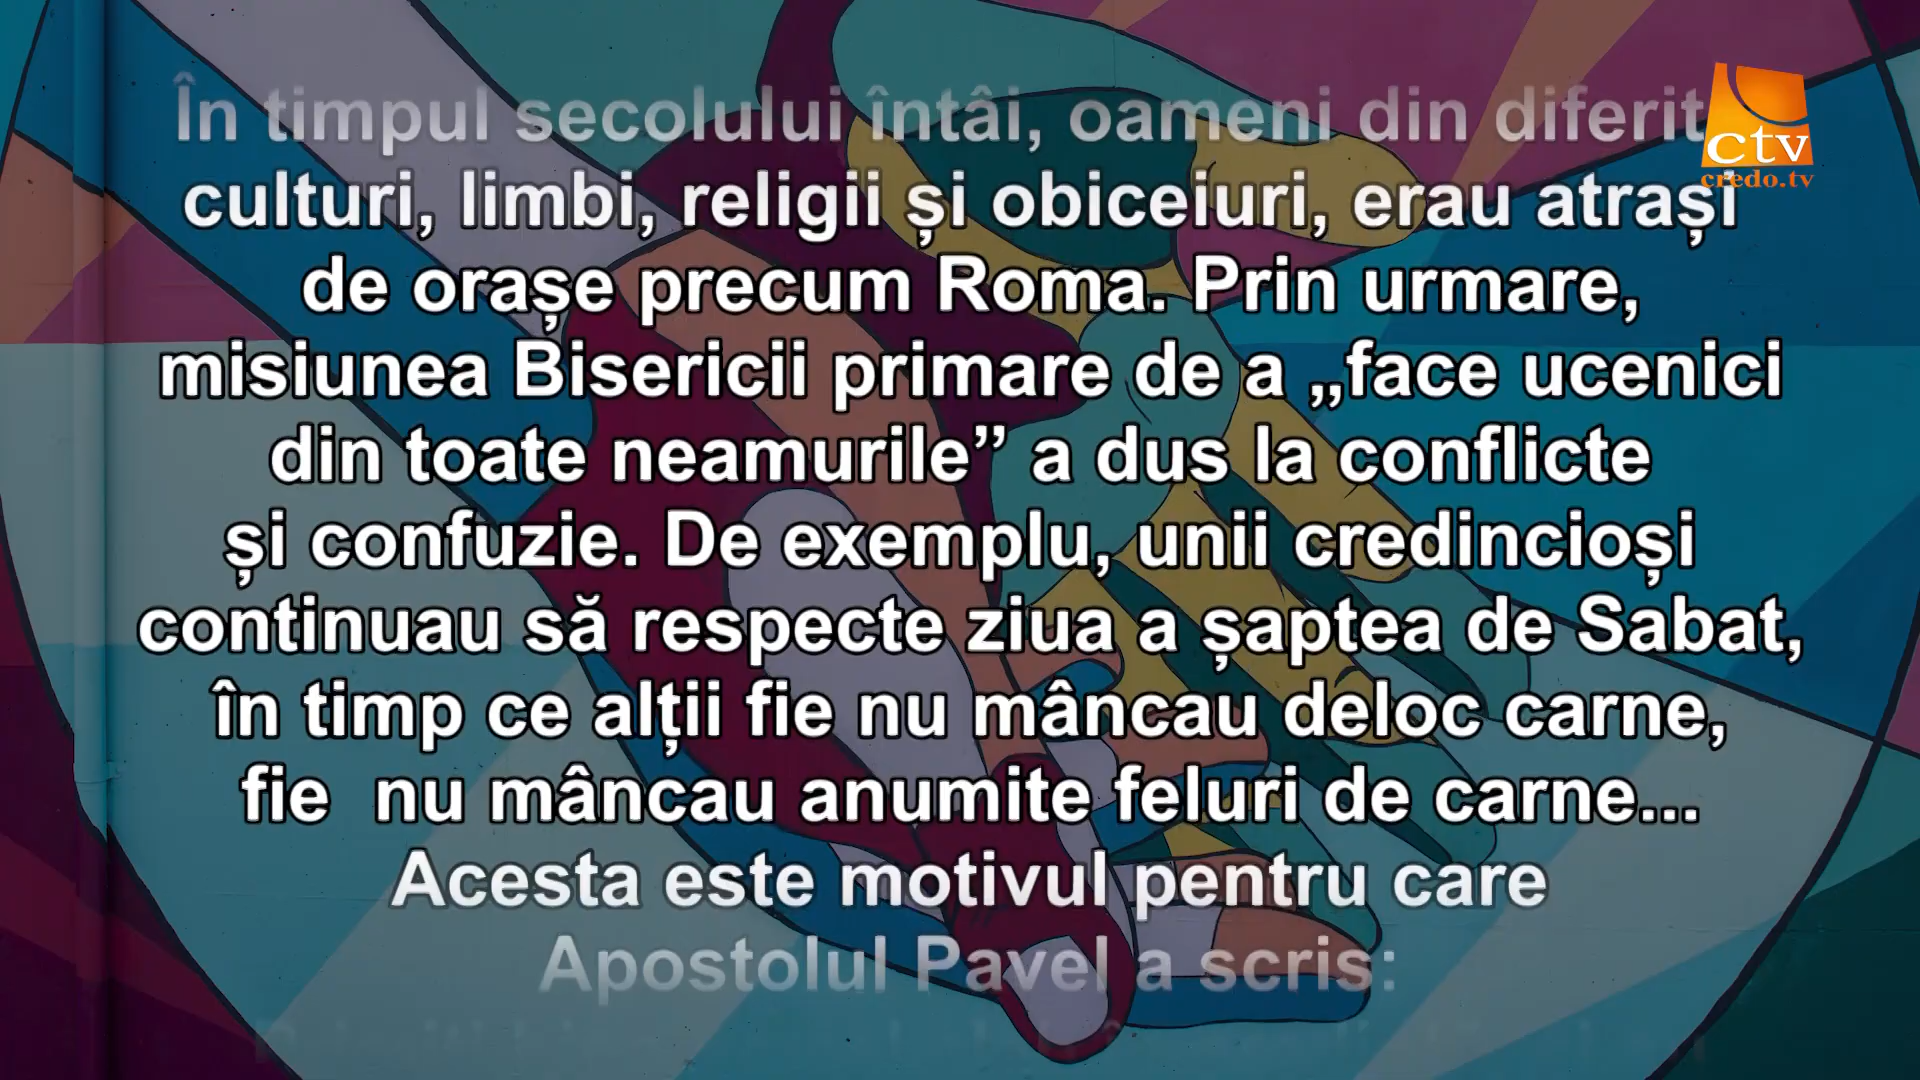 În timpul secolului întâi, oameni din diferit
culturi, limbi, religii și obiceiuri, erau atrași
de orașe precum Roma. Prin urmare,
misiunea Bisericii primare de a „face ucenici
din toate neamurile” a dus la conflicte
și confuzie. De exemplu, unii credincioși
continuau să respecte ziua a șaptea de Sabat,
în timp ce alții fie nu mâncau deloc carne,
fie  nu mâncau anumite feluri de carne...
Acesta este motivul pentru care
Apostolul Pavel a scris:
ctv
credo.tv